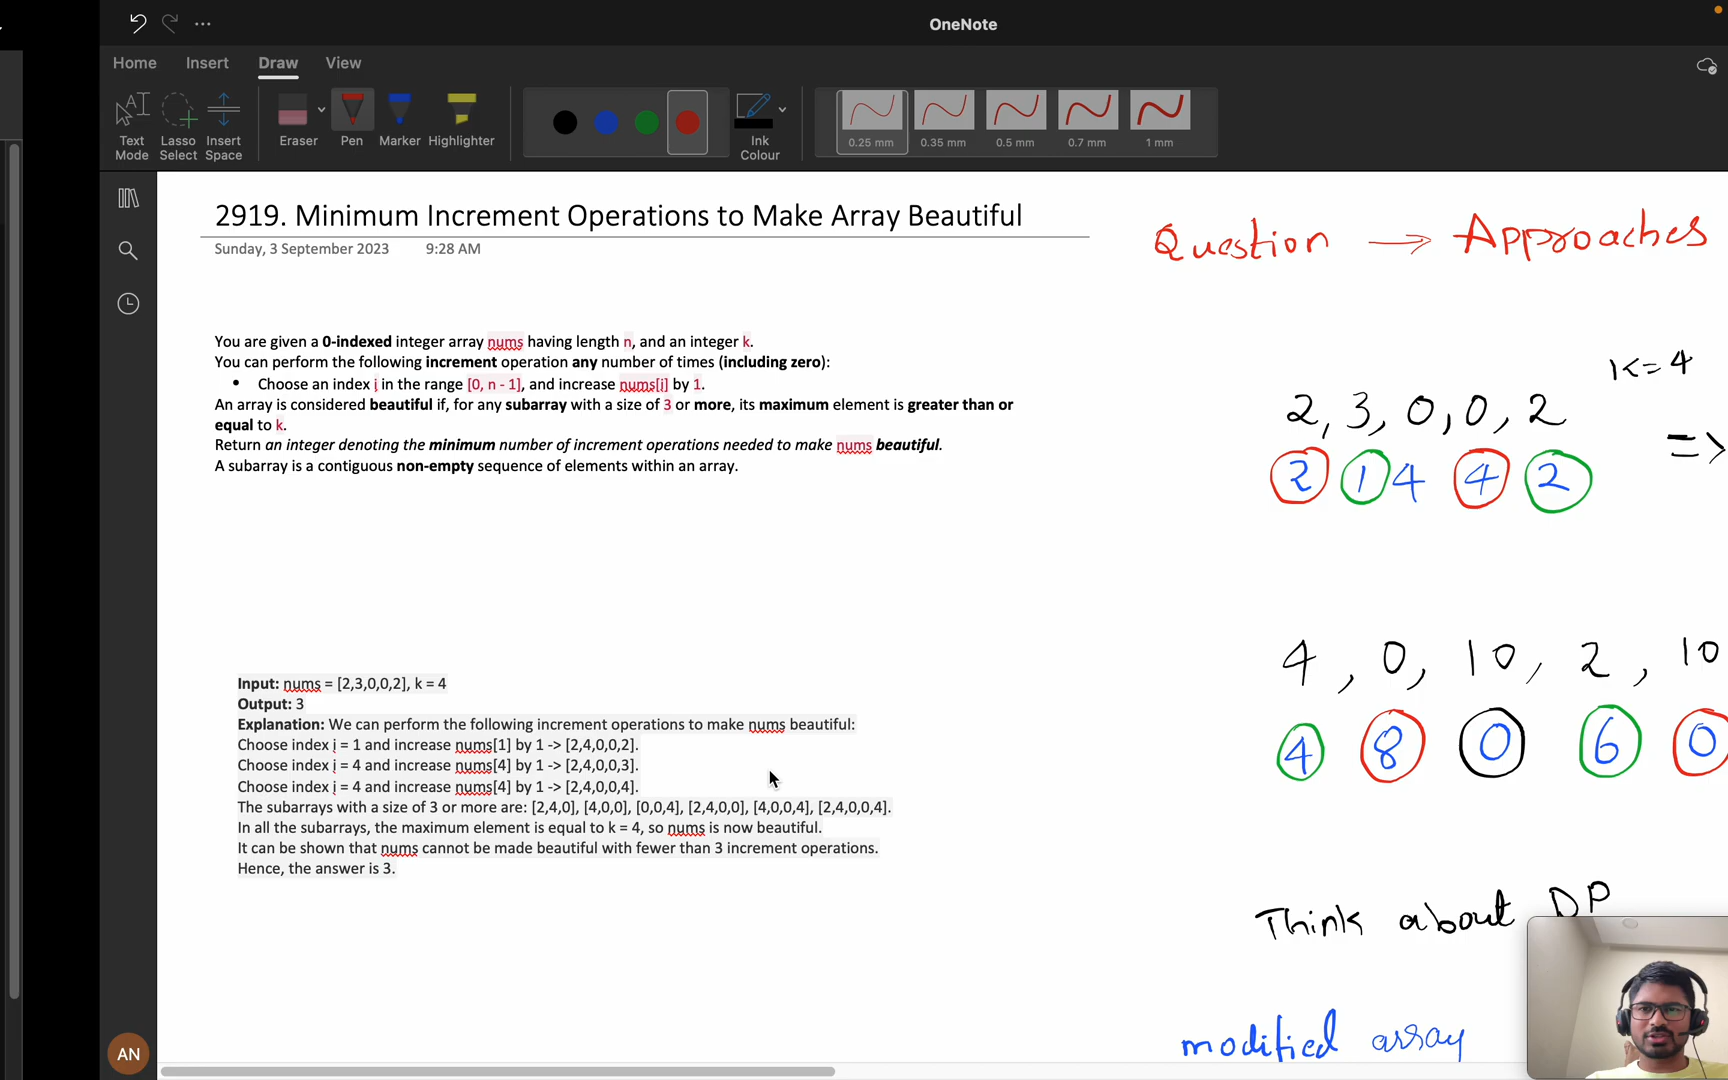 OneNote
Home Insert Draw View
Text Mode
Lasso Select
Insert Space
Eraser
Pen
Marker
Highlighter
Ink Colour
0.25 mm
0.35 mm
0.5 mm
0.7 mm
1 mm
2919. Minimum Increment Operations to Make Array Beautiful
Sunday, 3 September 2023 9:28 AM
You are given a 0-indexed integer array nums having length n, and an integer k.
You can perform the following increment operation any number of times (including zero):
• Choose an index i in the range [0, n - 1], and increase nums[i] by 1.
An array is considered beautiful if, for any subarray with a size of 3 or more, its maximum element is greater than or
equal to k.
Return an integer denoting the minimum number of increment operations needed to make nums beautiful.
A subarray is a contiguous non-empty sequence of elements within an array.
Input: nums = [2,3,0,0,2], k = 4
Output: 3
Explanation: We can perform the following increment operations to make nums beautiful:
Choose index i = 1 and increase nums[1] by 1 -> [2,4,0,0,2].
Choose index i = 4 and increase nums[4] by 1 -> [2,4,0,0,3].
Choose index i = 4 and increase nums[4] by 1 -> [2,4,0,0,4].
The subarrays with a size of 3 or more are: [2,4,0], [4,0,0], [0,0,4], [2,4,0,0], [4,0,0,4], [2,4,0,0,4].
In all the subarrays, the maximum element is equal to k = 4, so nums is now beautiful.
It can be shown that nums cannot be made beautiful with fewer than 3 increment operations.
Hence, the answer is 3.
Question → Approaches
K=4
2, 3, 0, 0, 2
=>
2 1 4 4 2
4, 0, 10, 2, 10
4 8 0 6 0
Think about DP
modified array
AN